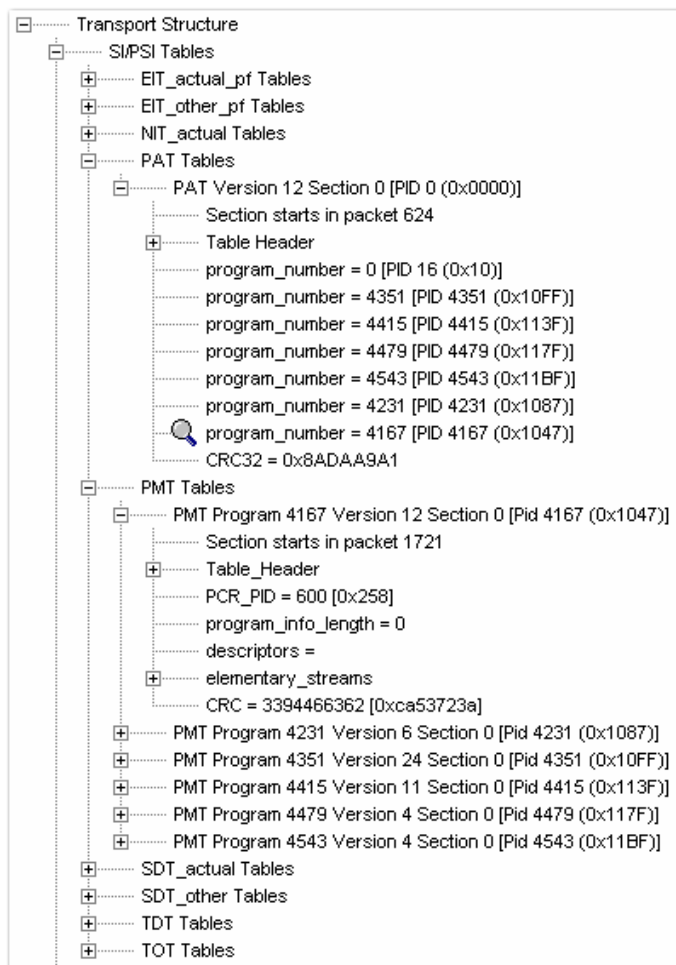 Transport Structure
SI/PSI Tables
EIT_actual_pf Tables
EIT_other_pf Tables
NIT_actual Tables
PAT Tables
PAT Version 12 Section 0 [PID 0 (0x0000)]
Section starts in packet 624
Table Header
program_number = 0 [PID 16 (0x10)]
program_number = 4351 [PID 4351 (0x10FF)]
program_number = 4415 [PID 4415 (0x113F)]
program_number = 4479 [PID 4479 (0x117F)]
program_number = 4543 [PID 4543 (0x11BF)]
program_number = 4231 [PID 4231 (0x1087)]
program_number = 4167 [PID 4167 (0x1047)]
CRC32 = 0x8ADAA9A1
PMT Tables
PMT Program 4167 Version 12 Section 0 [Pid 4167 (0x1047)]
Section starts in packet 1721
Table_Header
PCR_PID = 600 [0x258]
program_info_length = 0
descriptors =
elementary_streams
CRC = 3394466362 [0xca53723a]
PMT Program 4231 Version 6 Section 0 [Pid 4231 (0x1087)]
PMT Program 4351 Version 24 Section 0 [Pid 4351 (0x10FF)]
PMT Program 4415 Version 11 Section 0 [Pid 4415 (0x113F)]
PMT Program 4479 Version 4 Section 0 [Pid 4479 (0x117F)]
PMT Program 4543 Version 4 Section 0 [Pid 4543 (0x11BF)]
SDT_actual Tables
SDT_other Tables
TDT Tables
TOT Tables